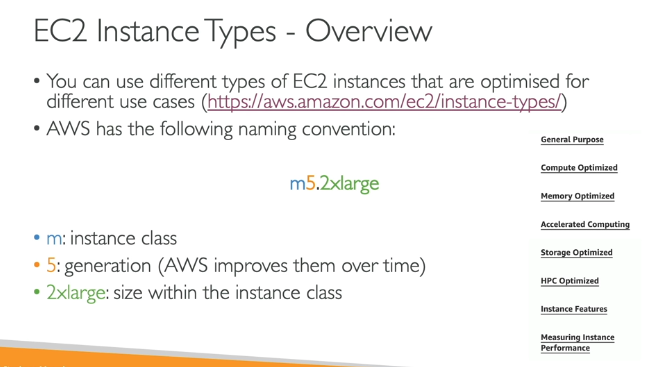 EC2 Instance Types - Overview
• You can use different types of EC2 instances that are optimised for
different use cases (https://aws.amazon.com/ec2/instance-types/)
• AWS has the following naming convention:
m5.2xlarge
• m: instance class
• 5: generation (AWS improves them over time)
• 2xlarge: size within the instance class
General Purpose
Compute Optimized
Memory Optimized
Accelerated Computing
Storage Optimized
HPC Optimized
Instance Features
Measuring Instance
Performance